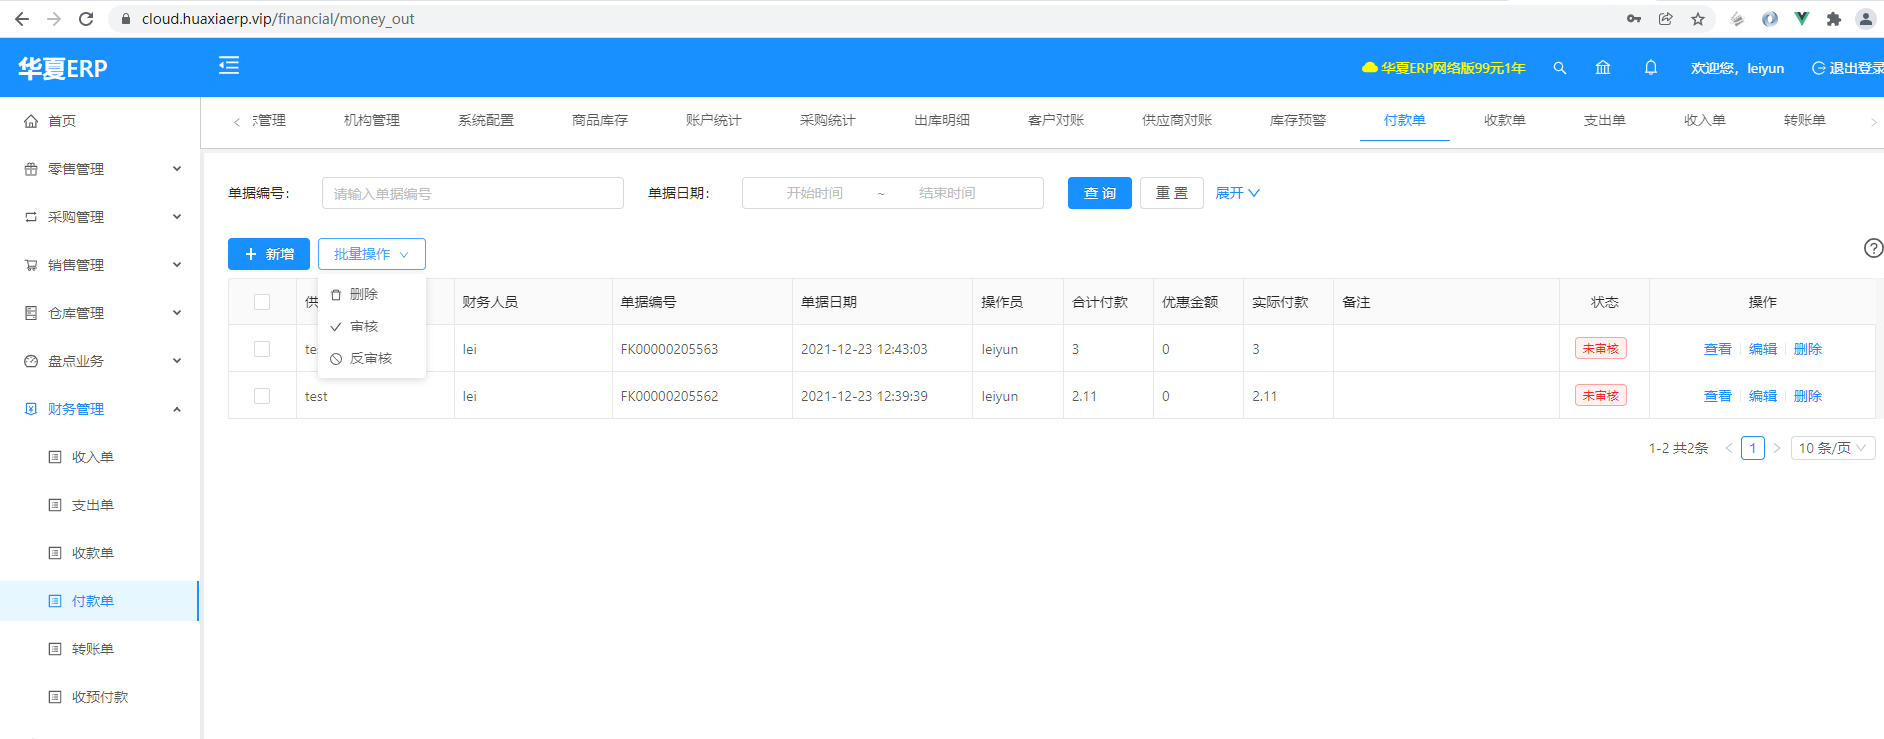 cloud.huaxiaerp.vip/financial/money_out
华夏ERP
华夏ERP网络版99元1年
欢迎您，leiyun
退出登录
首页
零售管理
采购管理
销售管理
仓库管理
盘点业务
财务管理
收入单
支出单
收款单
付款单
转账单
收预付款
管理 机构管理 系统配置 商品库存 账户统计 采购统计 出库明细 客户对账 供应商对账 库存预警 付款单 收款单 支出单 收入单 转账单
单据编号： 请输入单据编号 单据日期： 开始时间 ~ 结束时间 查 询 重 置 展开
新增 批量操作
删除
审核
反审核
供 财务人员 单据编号 单据日期 操作员 合计付款 优惠金额 实际付款 备注 状态 操作
lei FK00000205563 2021-12-23 12:43:03 leiyun 3 0 3 未审核 查看 编辑 删除
test lei FK00000205562 2021-12-23 12:39:39 leiyun 2.11 0 2.11 未审核 查看 编辑 删除
1-2 共2条 1 10 条/页